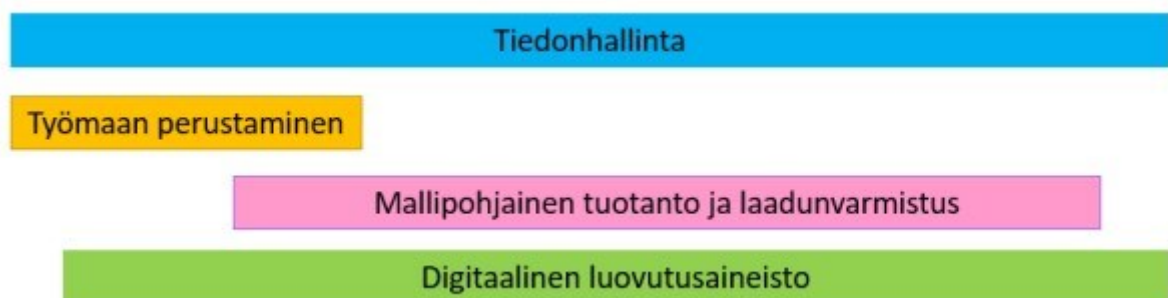 Tiedonhallinta
Työmaan perustaminen
Mallipohjainen tuotanto ja laadunvarmistus
Digitaalinen luovutusaineisto